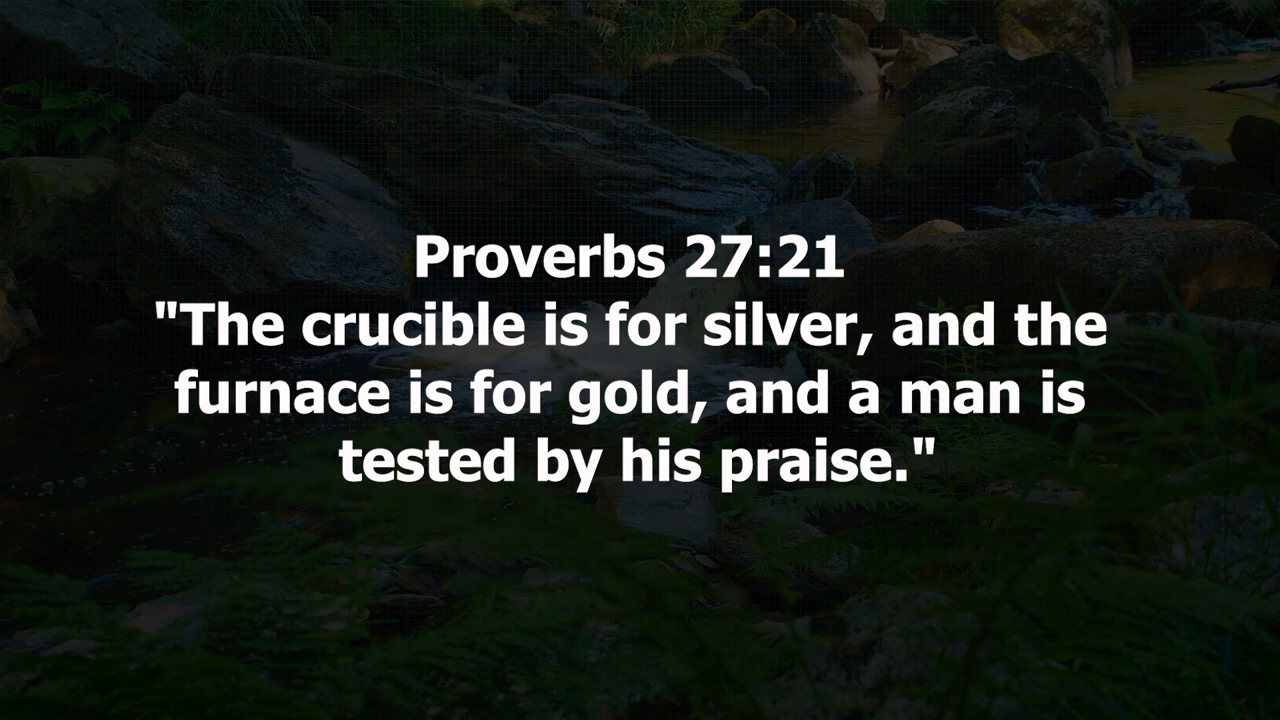 Proverbs 27:21
"The crucible is for silver, and the
furnace is for gold, and a man is
tested by his praise."